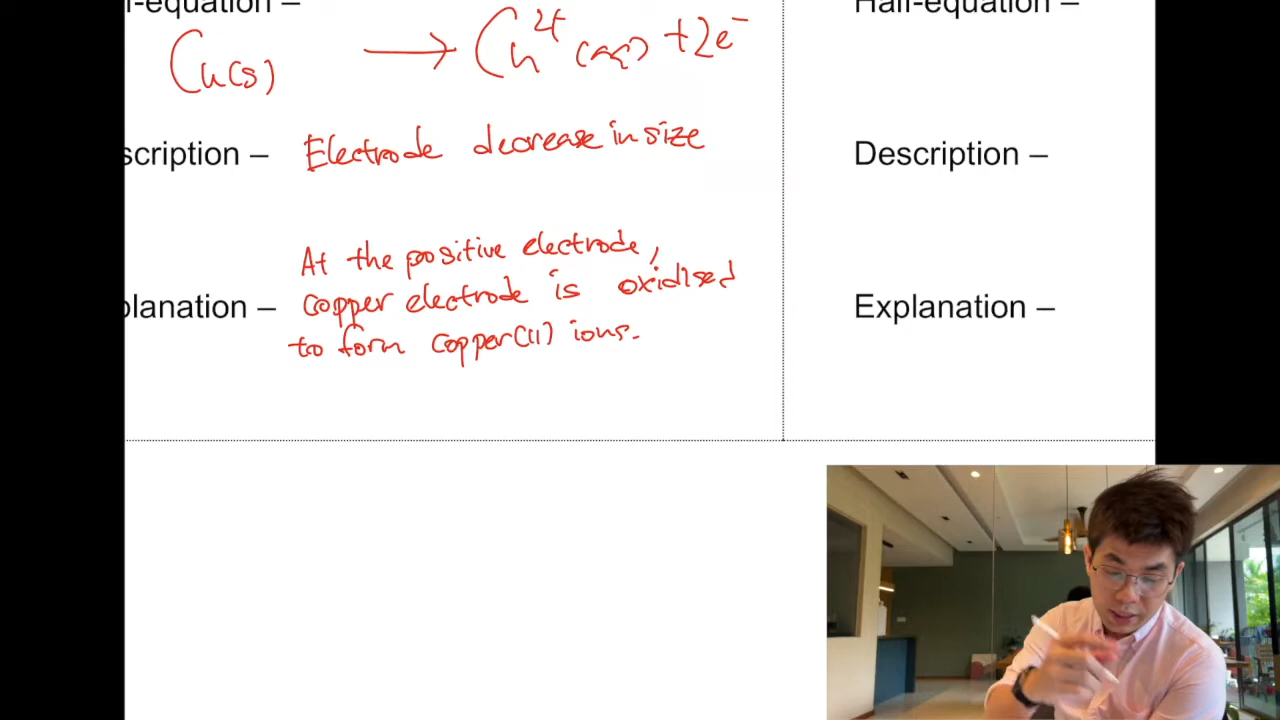 -equation –
Cu(s) ⟶ Cu²⁺ (aq) +2e⁻
scription – Electrode decrease in size
At the positive electrode,
copper electrode is oxidised
planation –
to form copper(II) ions.
Half-equation –
Description –
Explanation –